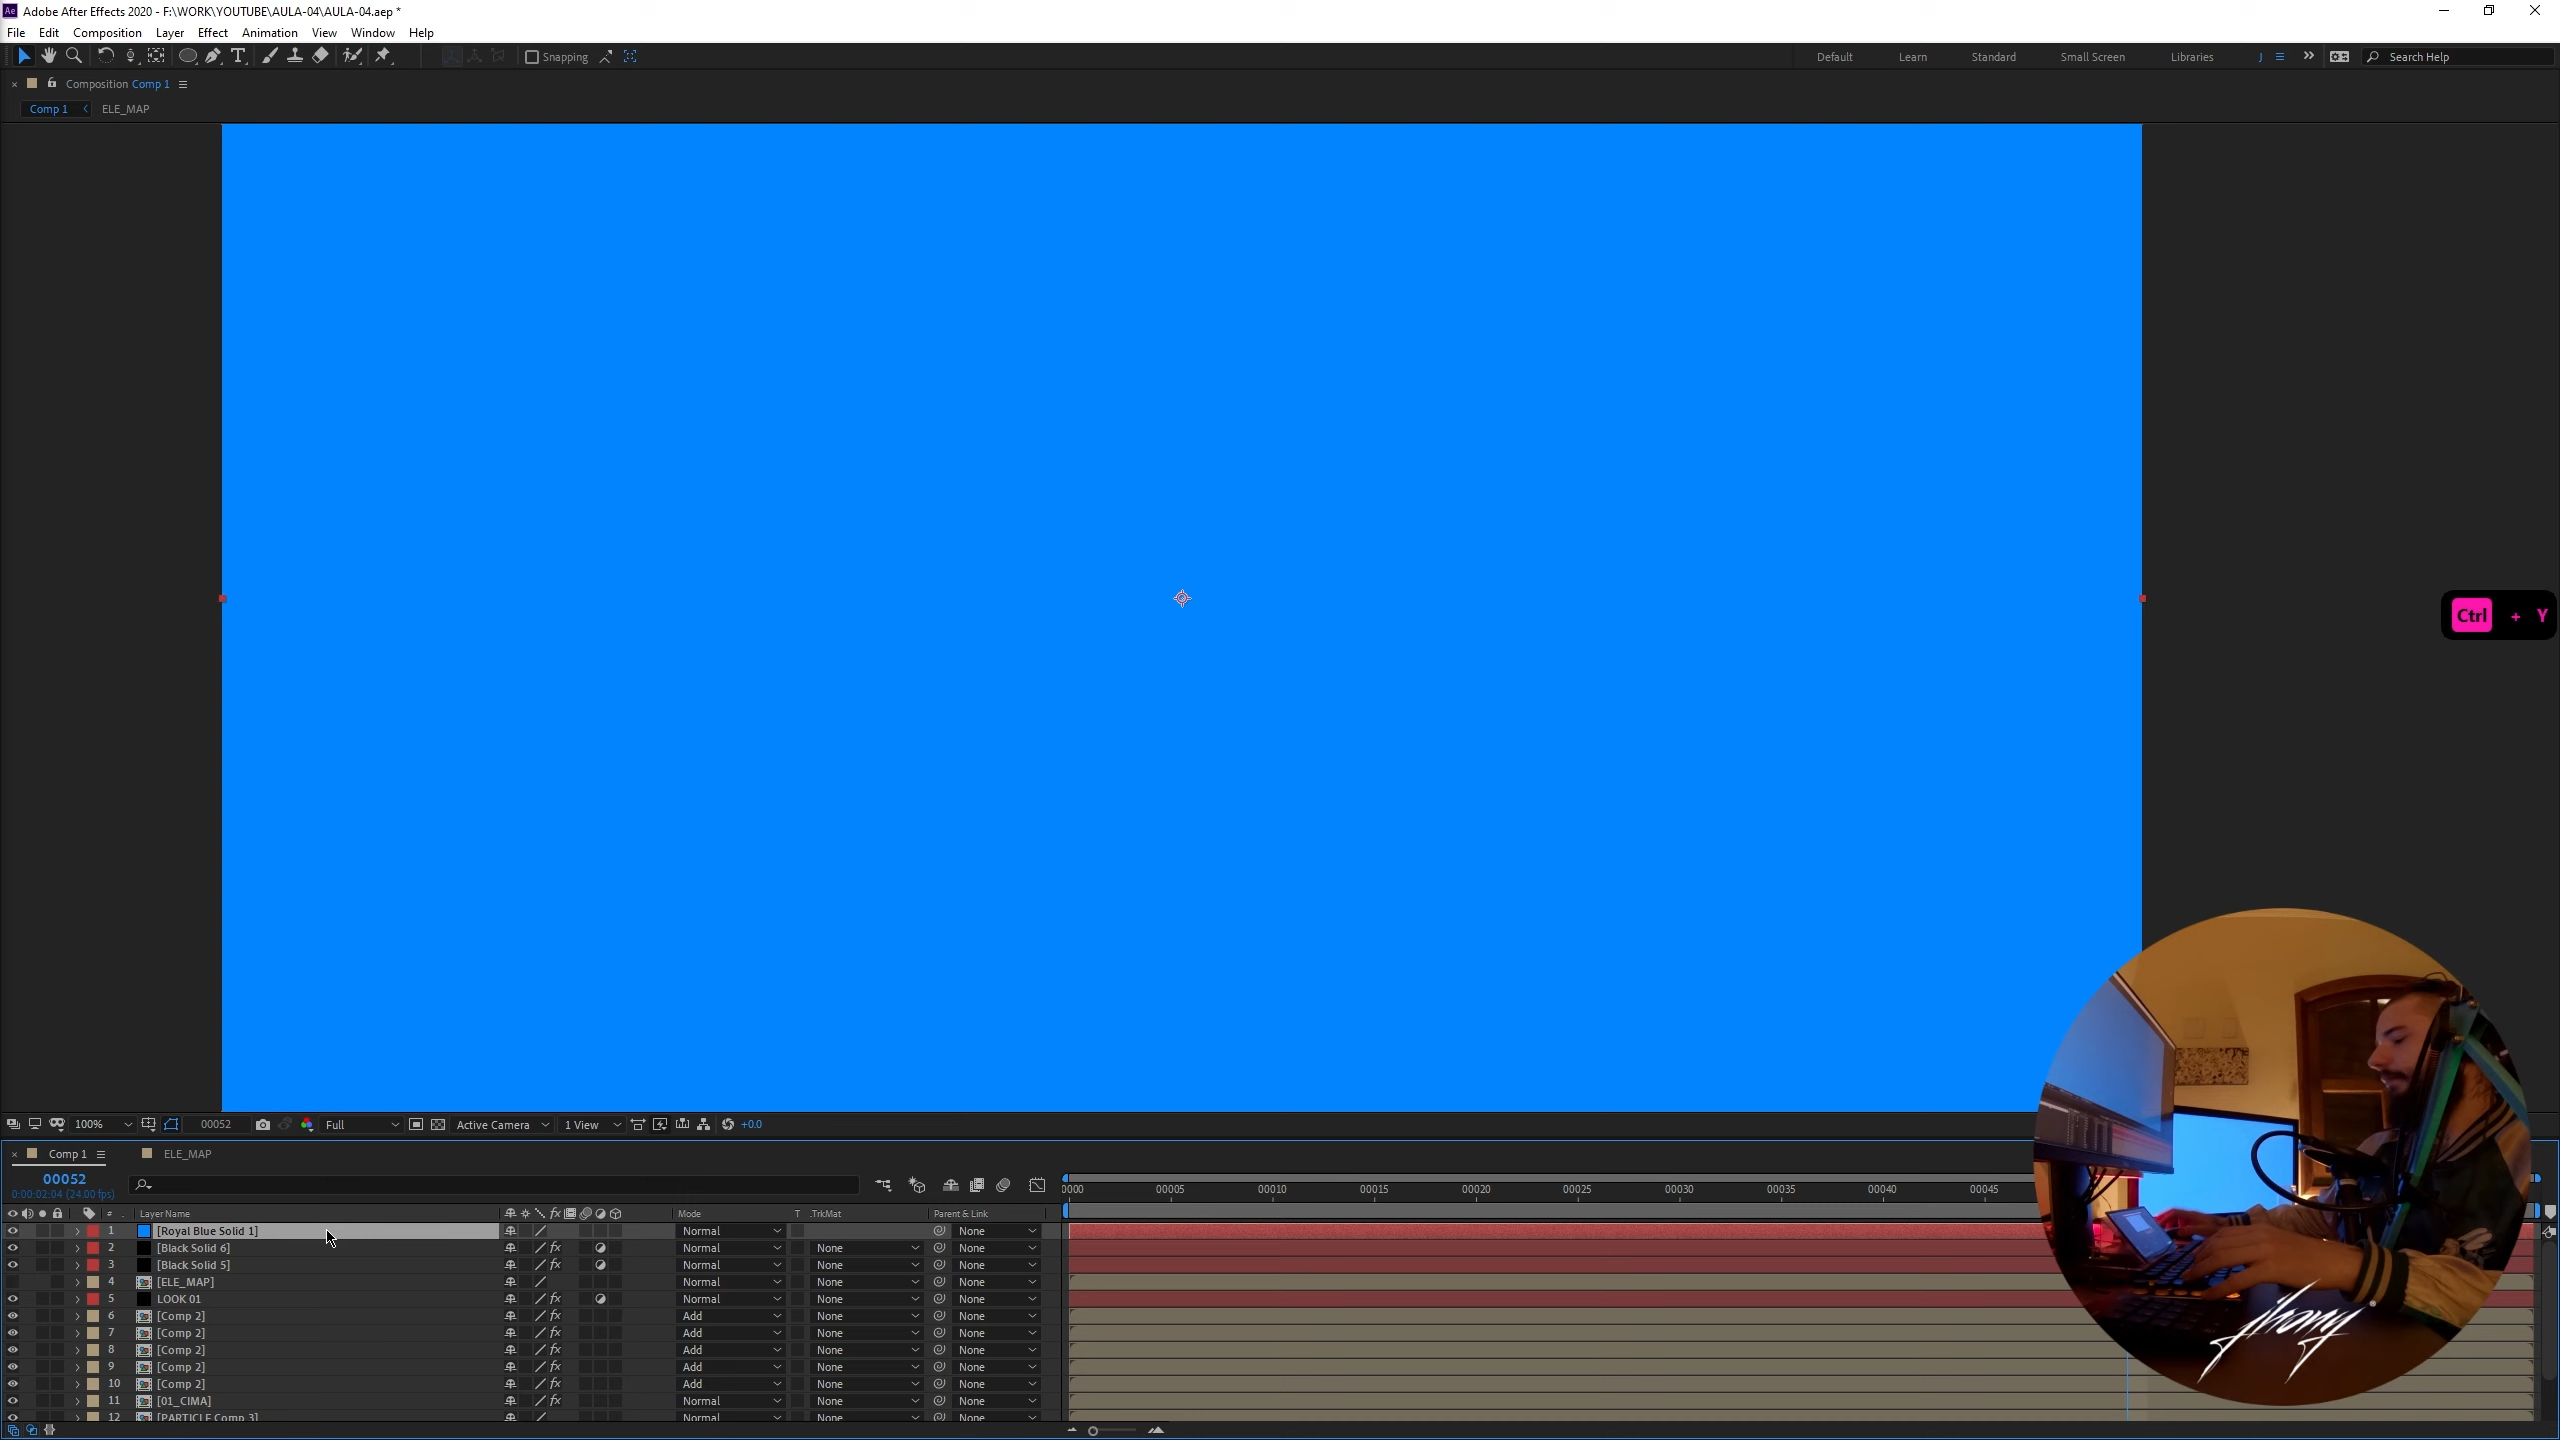 Adobe After Effects 2020 - F:\WORK\YOUTUBE\AULA-04\AULA-04.aep *
File Edit Composition Layer Effect Animation View Window Help
Snapping Default Learn Standard Small Screen Libraries J Search Help
Composition Comp 1
Comp 1 ELE_MAP
Ctrl + Y
100% 00052 Full Active Camera 1 View +0.0
Comp 1 ELE_MAP
00052
0:00:02:04 (24.00 fps)
0000 00005 00010 00015 00020 00025 00030 00035 00040 00045
# Layer Name Mode T .TrkMat Parent & Link
1 [Royal Blue Solid 1] Normal None
2 [Black Solid 6] Normal None None
3 [Black Solid 5] Normal None None
4 [ELE_MAP] Normal None None
5 LOOK 01 Normal None None
6 [Comp 2] Add None None
7 [Comp 2] Add None None
8 [Comp 2] Add None None
9 [Comp 2] Add None None
10 [Comp 2] Add None None
11 [01_CIMA] Normal None None
12 [PARTICLE Comp 3] Normal None None
jhony